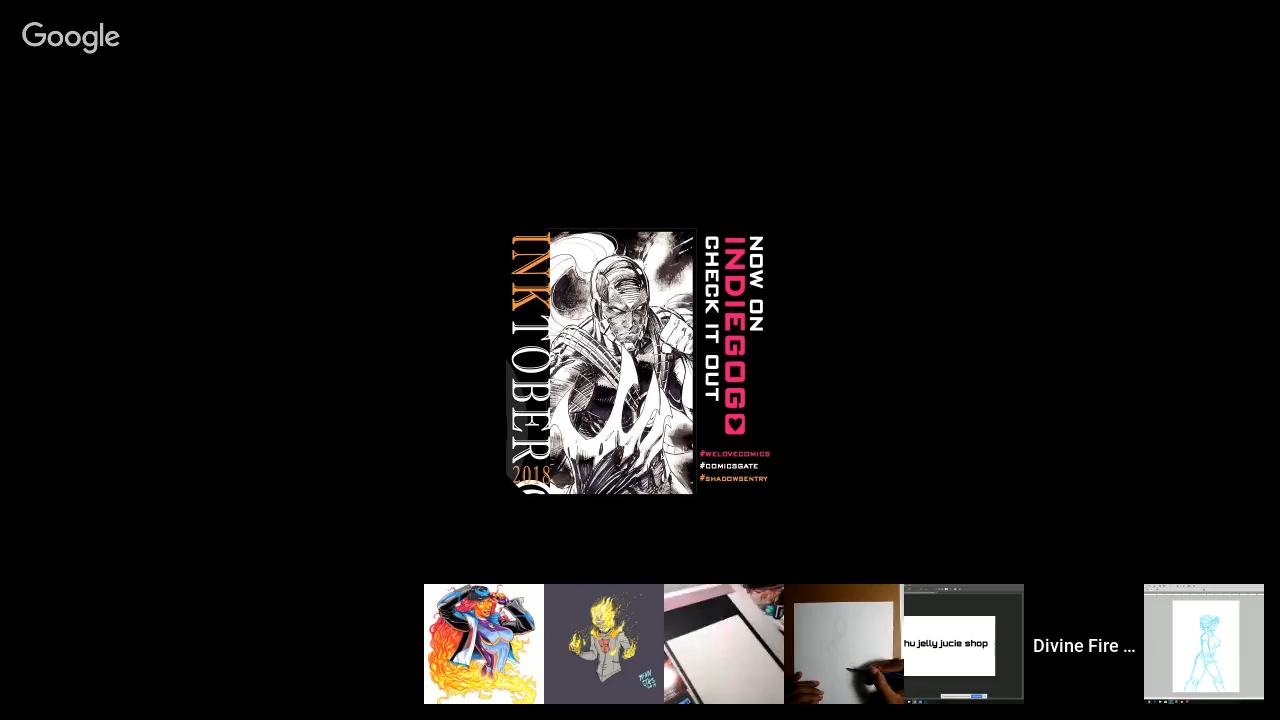 Google
INKTOBER
2018
NOW ON
INDIEGOGO
CHECK IT OUT
#WELOVECOMICS
#COMICSGATE
#SHADOWSENTRY
hu jelly jucie shop
Divine Fire ...